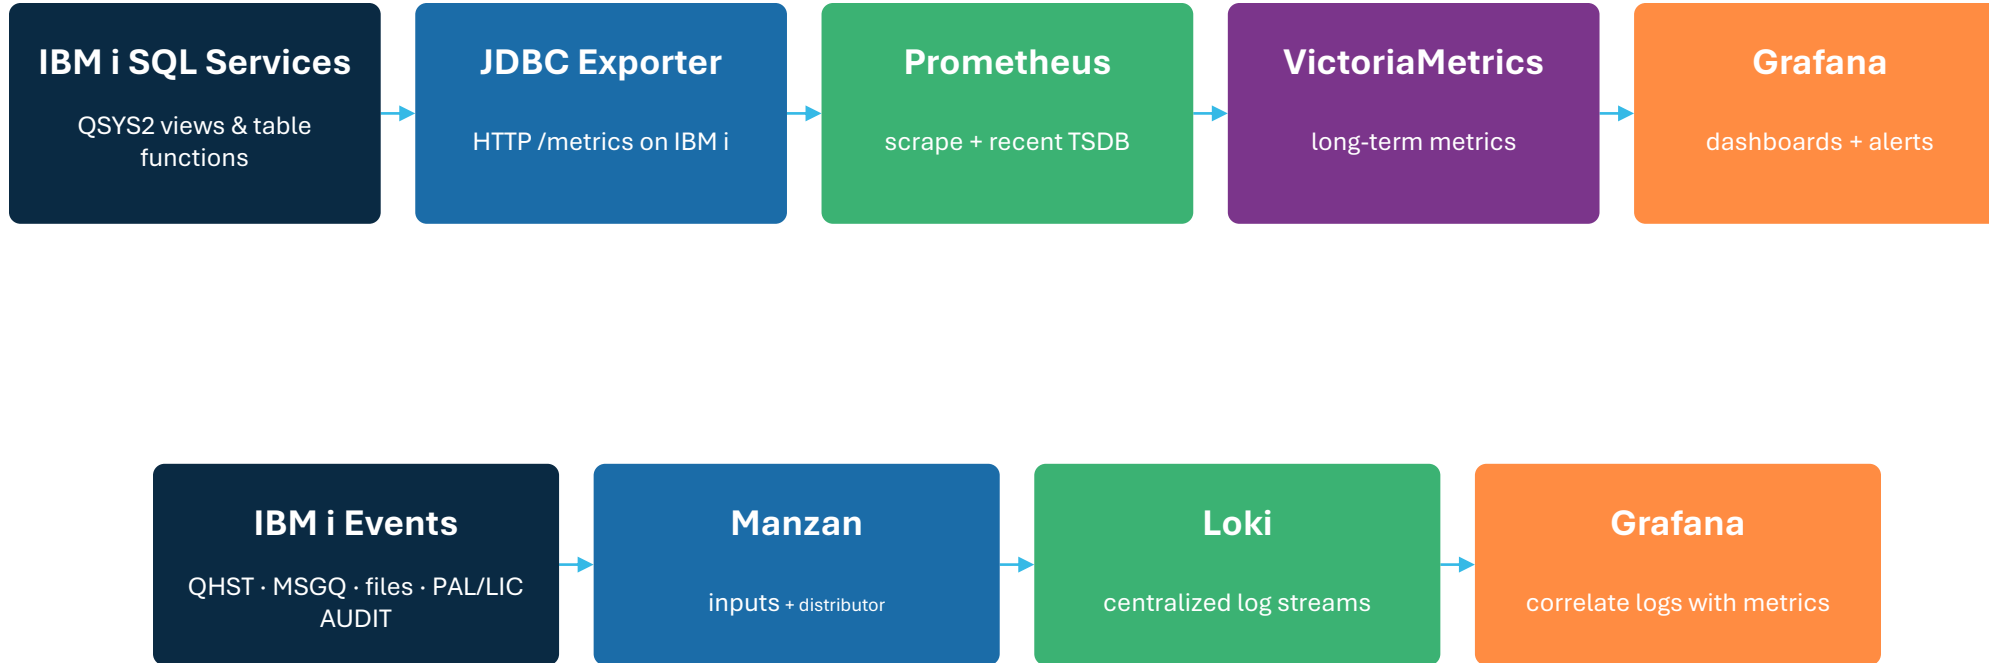 IBM i SQL Services
QSYS2 views & table
functions
JDBC Exporter
HTTP /metrics on IBM i
Prometheus
scrape + recent TSDB
VictoriaMetrics
long-term metrics
Grafana
dashboards + alerts
IBM i Events
QHST · MSGQ · files · PAL/LIC
AUDIT
Manzan
inputs + distributor
Loki
centralized log streams
Grafana
correlate logs with metrics